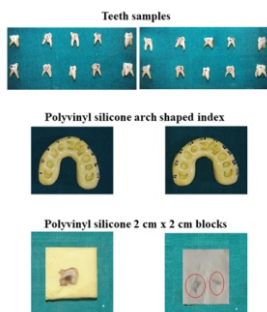 Teeth samples
Polyvinyl silicone arch shaped index
Polyvinyl silicone 2 cm x 2 cm blocks